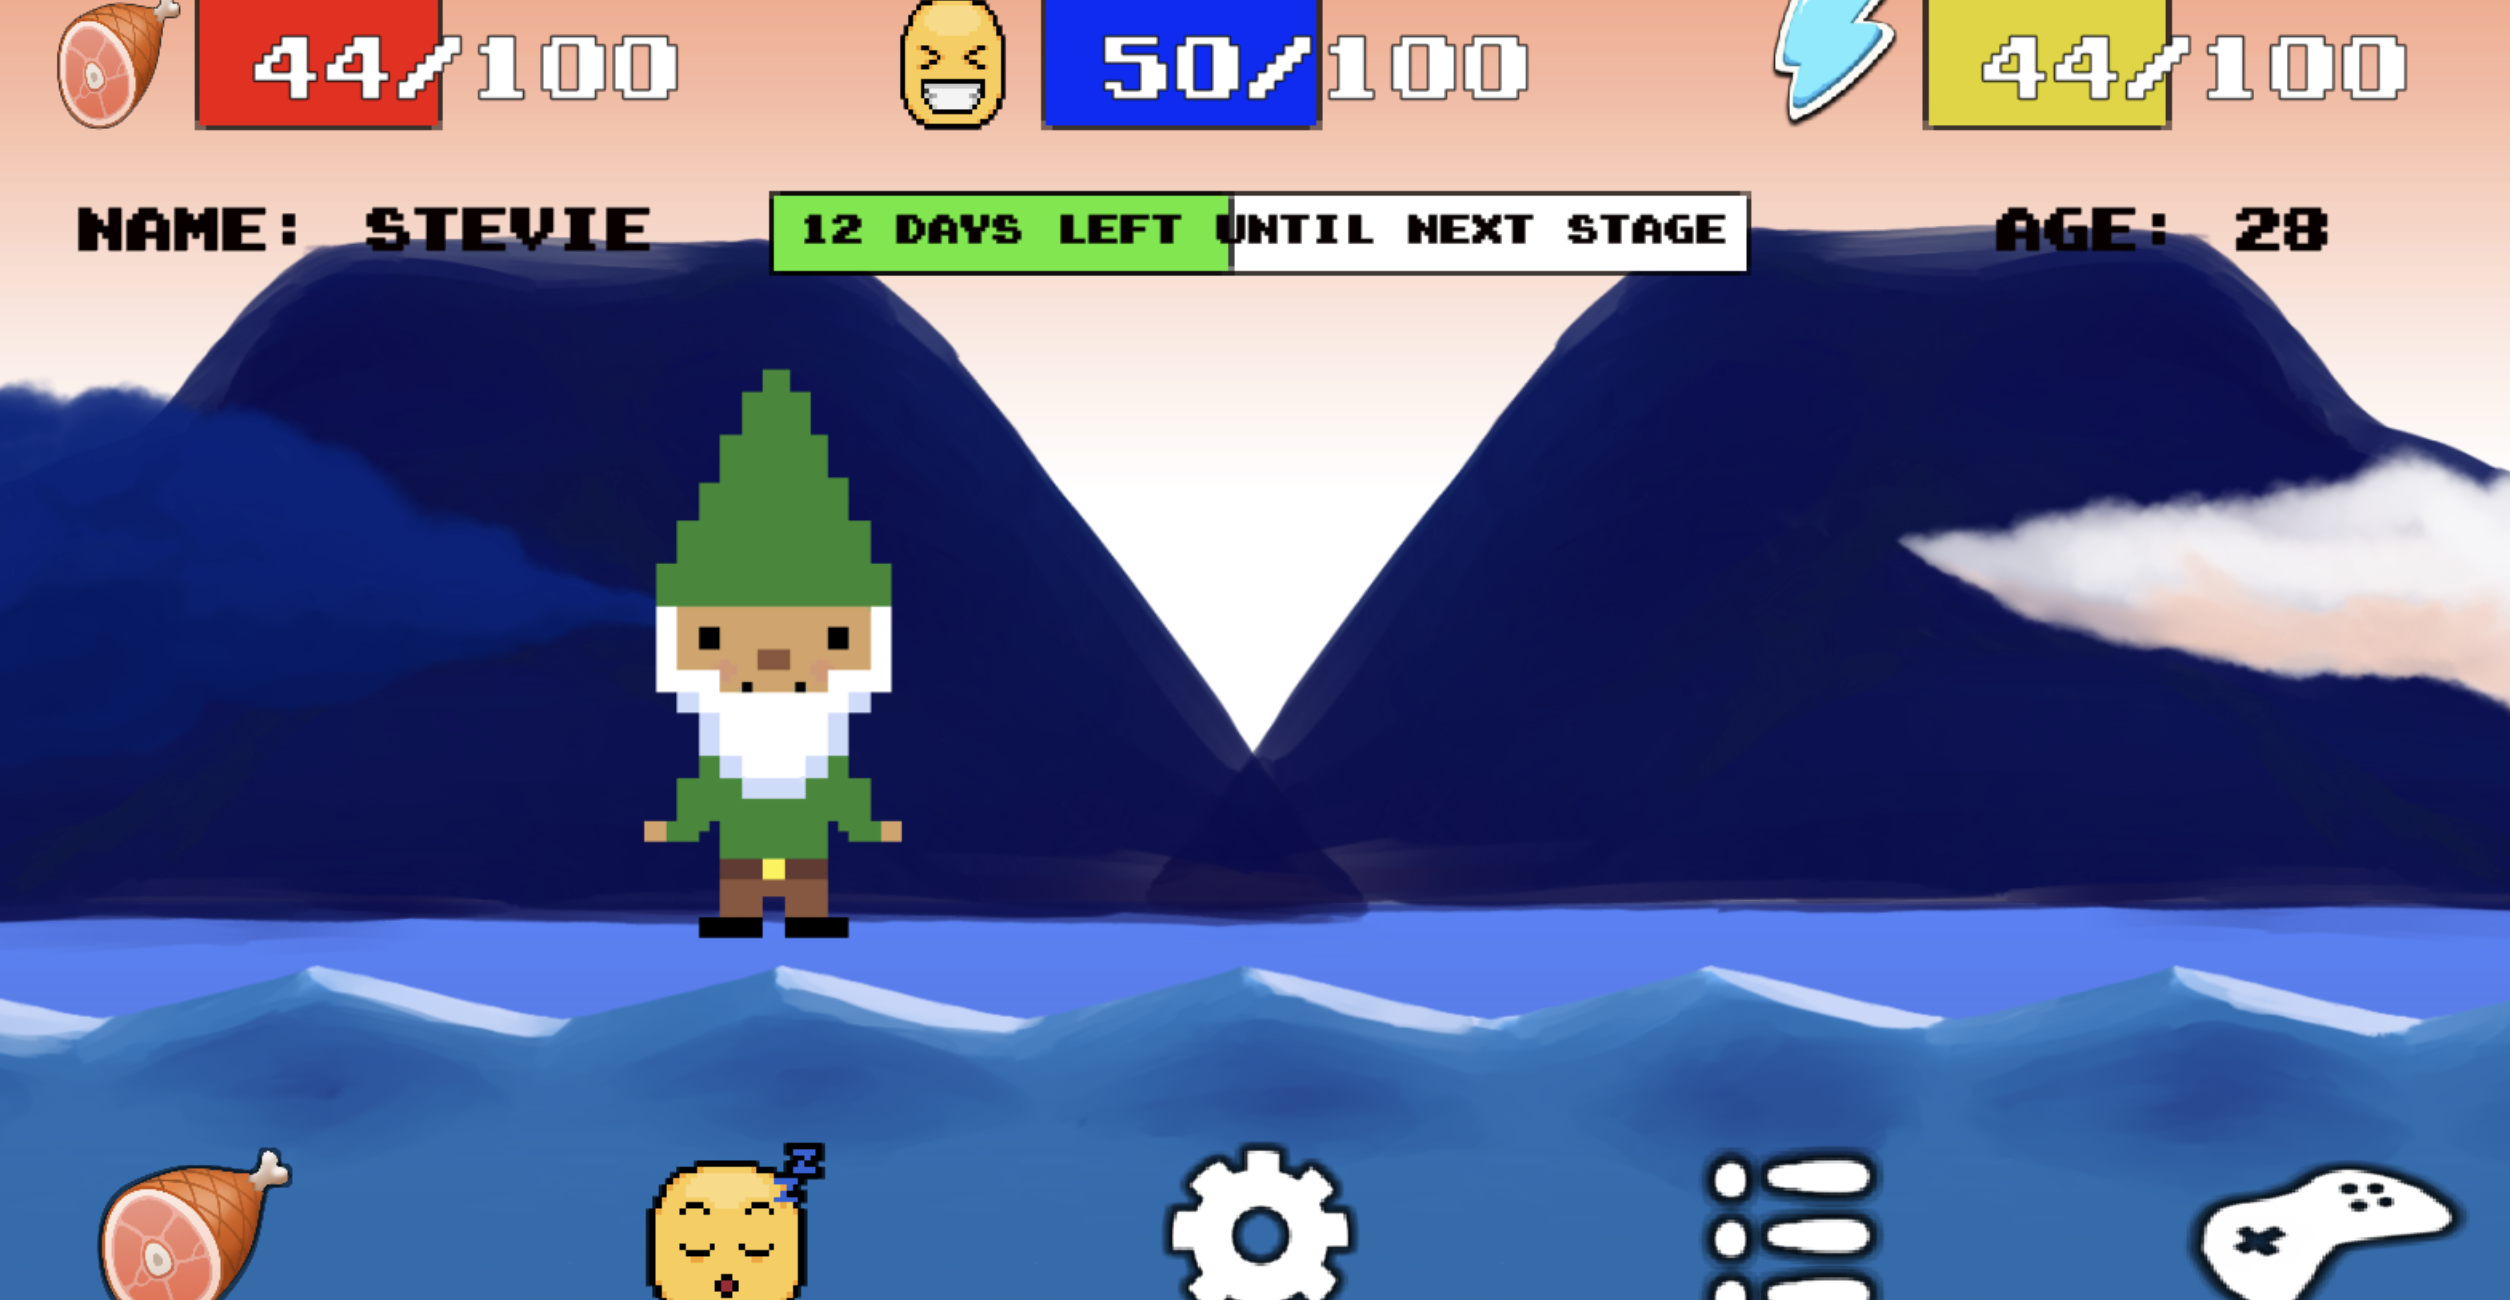 44/100
50/100
44/100
NAME: STEVIE
12 DAYS LEFT UNTIL NEXT STAGE
AGE: 28
Z
Z